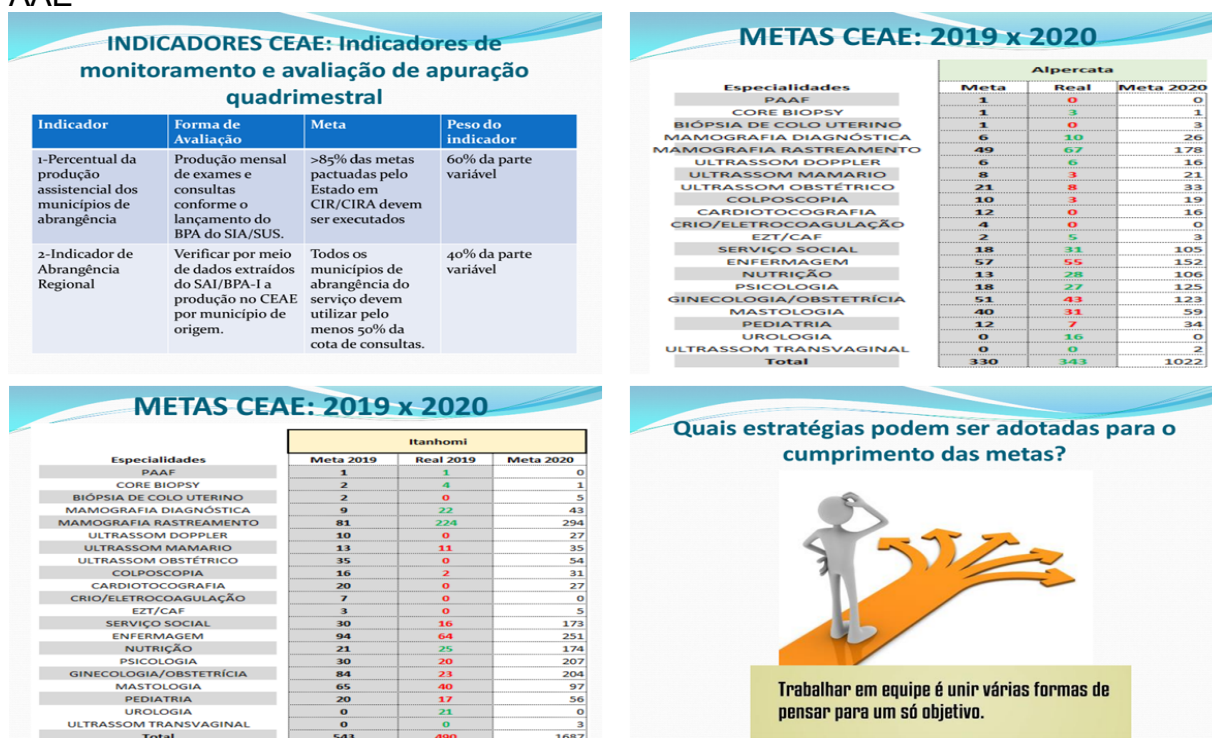 AAE
INDICADORES CEAE: Indicadores de
monitoramento e avaliação de apuração
quadrimestral
Indicador Forma de Avaliação Meta Peso do indicador
1-Percentual da
produção
assistencial dos
municípios de
abrangência
Produção mensal
de exames e
consultas
conforme o
lançamento do
BPA do SIA/SUS.
>85% das metas
pactuadas pelo
Estado em
CIR/CIRA devem
ser executados
60% da parte
variável
2-Indicador de
Abrangência
Regional
Verificar por meio
de dados extraídos
do SAI/BPA-I a
produção no CEAE
por município de
origem.
Todos os
municípios de
abrangência do
serviço devem
utilizar pelo
menos 50% da
cota de consultas.
40% da parte
variável
METAS CEAE: 2019 x 2020
Alpercata
Especialidades Meta Real Meta 2020
PAAF 1 0 0
CORE BIOPSY 1 3 1
BIÓPSIA DE COLO UTERINO 1 0 3
MAMOGRAFIA DIAGNÓSTICA 6 10 26
MAMOGRAFIA RASTREAMENTO 49 67 178
ULTRASSOM DOPPLER 6 6 16
ULTRASSOM MAMARIO 8 3 21
ULTRASSOM OBSTÉTRICO 21 8 33
COLPOSCOPIA 10 3 19
CARDIOTOCOGRAFIA 12 0 16
CRIO/ELETROCOAGULAÇÃO 4 0 0
EZT/CAF 2 5 3
SERVIÇO SOCIAL 18 31 105
ENFERMAGEM 57 55 152
NUTRIÇÃO 13 28 106
PSICOLOGIA 18 27 125
GINECOLOGIA/OBSTETRÍCIA 51 43 123
MASTOLOGIA 40 31 59
PEDIATRIA 12 7 34
UROLOGIA 0 16 0
ULTRASSOM TRANSVAGINAL 0 0 2
Total 330 343 1022
METAS CEAE: 2019 x 2020
Itanhomi
Especialidades Meta 2019 Real 2019 Meta 2020
PAAF 1 1 0
CORE BIOPSY 2 4 1
BIÓPSIA DE COLO UTERINO 2 0 5
MAMOGRAFIA DIAGNÓSTICA 9 22 43
MAMOGRAFIA RASTREAMENTO 81 224 294
ULTRASSOM DOPPLER 10 0 27
ULTRASSOM MAMARIO 13 11 35
ULTRASSOM OBSTÉTRICO 35 0 54
COLPOSCOPIA 16 2 31
CARDIOTOCOGRAFIA 20 0 27
CRIO/ELETROCOAGULAÇÃO 7 0 0
EZT/CAF 3 0 5
SERVIÇO SOCIAL 30 16 173
ENFERMAGEM 94 64 251
NUTRIÇÃO 21 25 174
PSICOLOGIA 30 20 207
GINECOLOGIA/OBSTETRÍCIA 84 23 204
MASTOLOGIA 65 40 97
PEDIATRIA 20 17 56
UROLOGIA 0 21 0
ULTRASSOM TRANSVAGINAL 0 0 3
Total 543 490 1687
Quais estratégias podem ser adotadas para o
cumprimento das metas?
Trabalhar em equipe é unir várias formas de
pensar para um só objetivo.